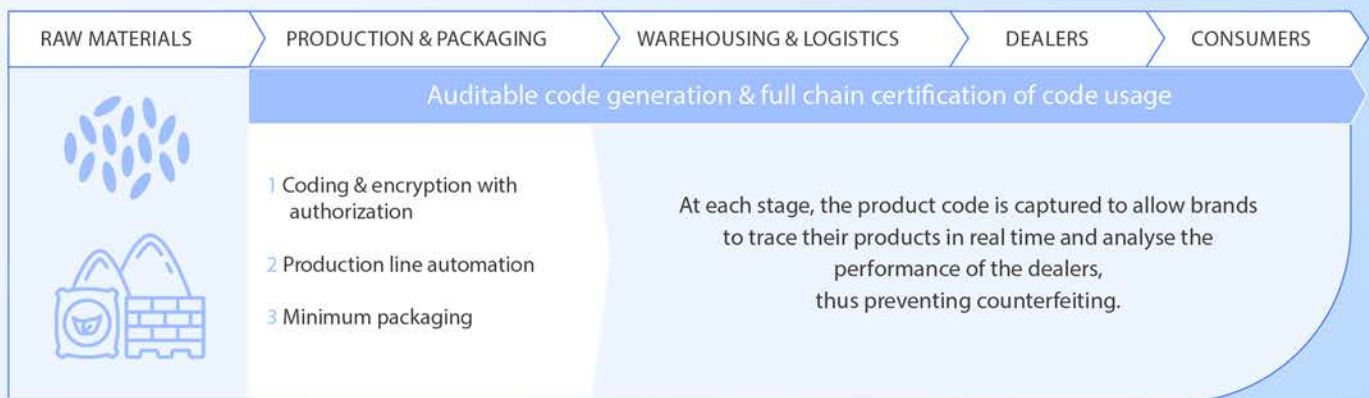 RAW MATERIALS
PRODUCTION & PACKAGING
WAREHOUSING & LOGISTICS
DEALERS
CONSUMERS
Auditable code generation & full chain certification of code usage
1 Coding & encryption with
authorization
2 Production line automation
3 Minimum packaging
At each stage, the product code is captured to allow brands
to trace their products in real time and analyse the
performance of the dealers,
thus preventing counterfeiting.